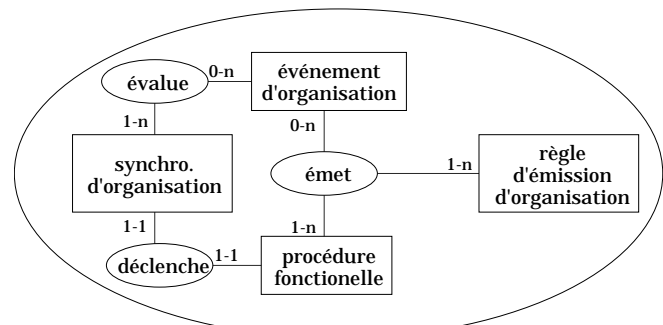 évalue
0-n
événement
d'organisation
1-n
0-n
synchro.
d'organisation
émet
1-n
règle
d'émission
d'organisation
1-1
1-n
déclenche
1-1
procédure
fonctionelle